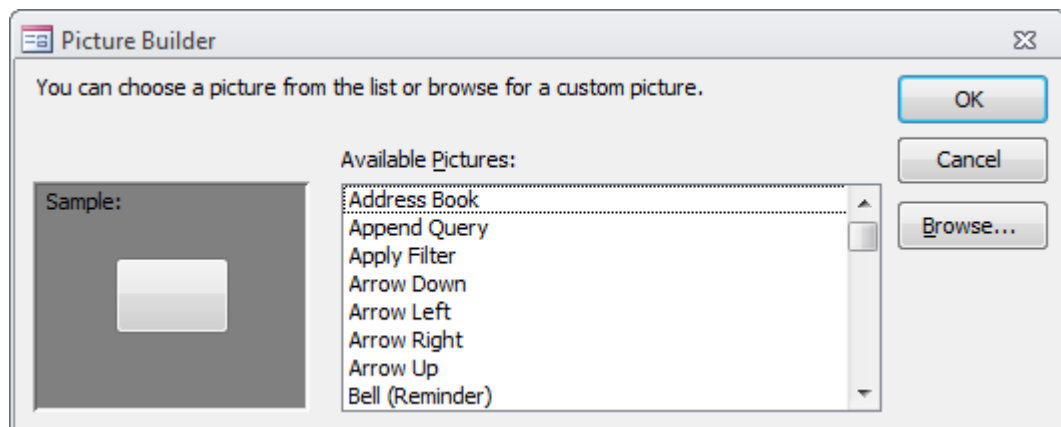 Picture Builder
You can choose a picture from the list or browse for a custom picture.
OK
Cancel
Browse...
Available Pictures:
Sample:
Address Book
Append Query
Apply Filter
Arrow Down
Arrow Left
Arrow Right
Arrow Up
Bell (Reminder)